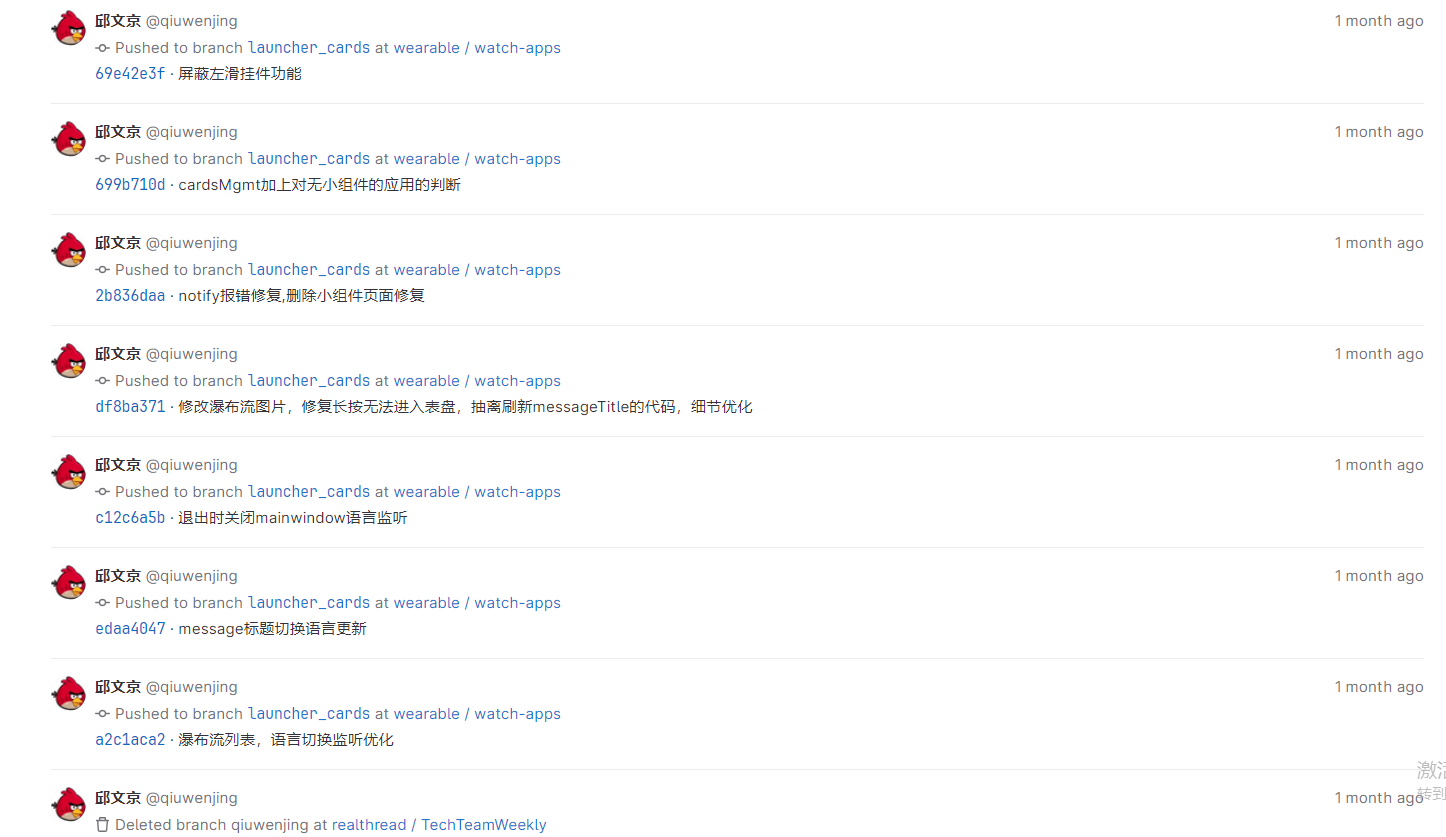 邱文京 @qiuwenjing 1 month ago
Pushed to branch launcher_cards at wearable / watch-apps
69e42e3f · 屏蔽左滑挂件功能
邱文京 @qiuwenjing 1 month ago
Pushed to branch launcher_cards at wearable / watch-apps
699b710d · cardsMgmt加上对无小组件的应用的判断
邱文京 @qiuwenjing 1 month ago
Pushed to branch launcher_cards at wearable / watch-apps
2b836daa · notify报错修复,删除小组件页面修复
邱文京 @qiuwenjing 1 month ago
Pushed to branch launcher_cards at wearable / watch-apps
df8ba371 · 修改瀑布流图片，修复长按无法进入表盘，抽离刷新messageTitle的代码，细节优化
邱文京 @qiuwenjing 1 month ago
Pushed to branch launcher_cards at wearable / watch-apps
c12c6a5b · 退出时关闭mainwindow语言监听
邱文京 @qiuwenjing 1 month ago
Pushed to branch launcher_cards at wearable / watch-apps
edaa4047 · message标题切换语言更新
邱文京 @qiuwenjing 1 month ago
Pushed to branch launcher_cards at wearable / watch-apps
a2c1aca2 · 瀑布流列表，语言切换监听优化
激活
邱文京 @qiuwenjing 1 month ago
转到
Deleted branch qiuwenjing at realthread / TechTeamWeekly